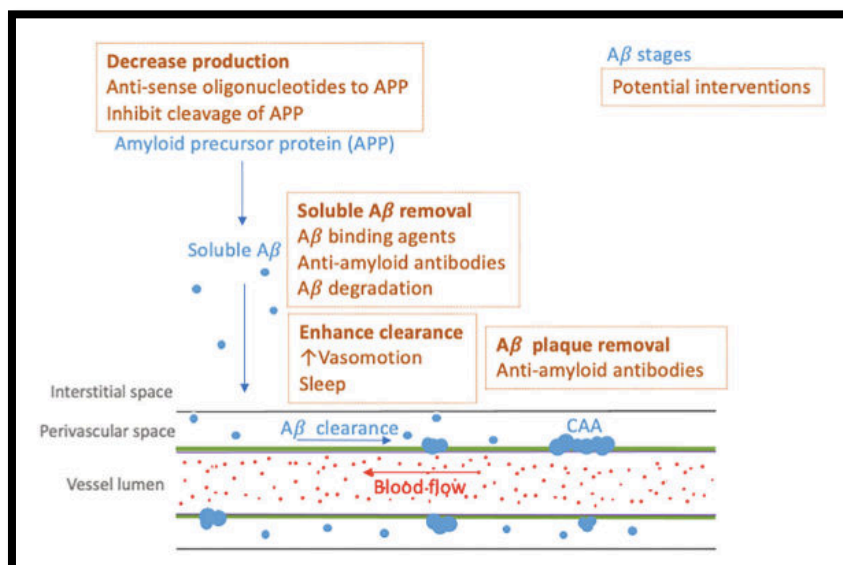 Decrease production
Anti-sense oligonucleotides to APP
Inhibit cleavage of APP
Amyloid precursor protein (APP)
Aβ stages
Potential interventions
Soluble Aβ
Soluble Aβ removal
Aβ binding agents
Anti-amyloid antibodies
Aβ degradation
Enhance clearance
↑Vasomotion
Sleep
Aβ plaque removal
Anti-amyloid antibodies
Interstitial space
Perivascular space
Aβ clearance
CAA
Vessel lumen
Blood flow